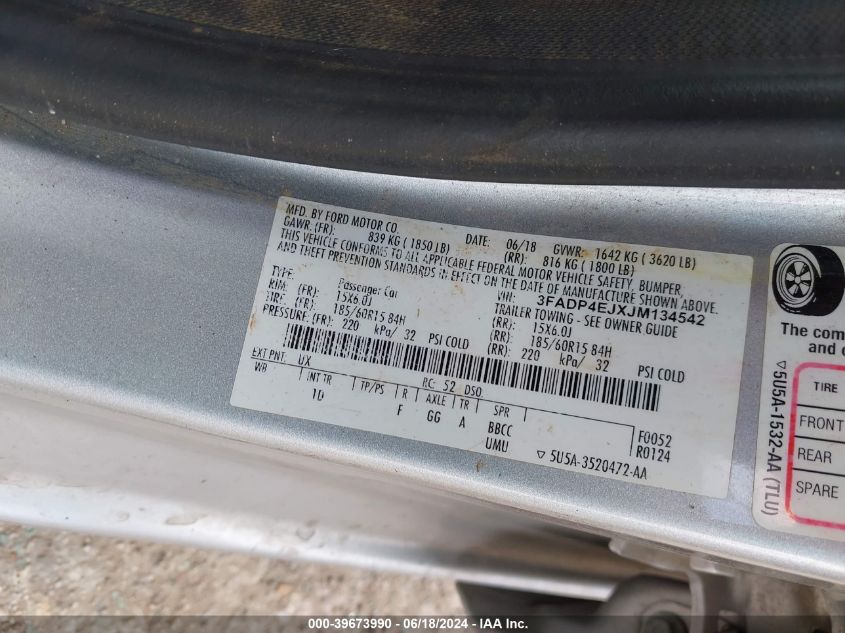 MFD. BY FORD MOTOR CO.
DATE: 06/18 GVWR: 1642 KG ( 3620 LB)
GAWR: (FR): 839 KG ( 1850 LB) (RR): 816 KG ( 1800 LB)
THIS VEHICLE CONFORMS TO ALL APPLICABLE FEDERAL MOTOR VEHICLE SAFETY, BUMPER,
AND THEFT PREVENTION STANDARDS IN EFFECT ON THE DATE OF MANUFACTURE SHOWN ABOVE.
VIN: 3FADP4EJXJM134542
TYPE: Passenger Car TRAILER TOWING - SEE OWNER GUIDE
RIM: (FR): 15X6.0J (RR): 15X6.0J
TIRE: (FR): 185/60R15 84H (RR): 185/60R15 84H
PRESSURE: (FR): 220 kPa/ 32 PSI COLD (RR): 220 kPa/ 32 PSI COLD
EXT PNT: UX RC: 52 DSO:
WB INT TR TP/PS R AXLE TR SPR F0052
1D F GG A BBCC R0124
UMU
▽ 5U5A-3520472-AA
The com
and o
TIRE
FRONT
REAR
SPARE
▽5U5A-1532-AA (TLU)
000-39673990 - 06/18/2024 - IAA Inc.